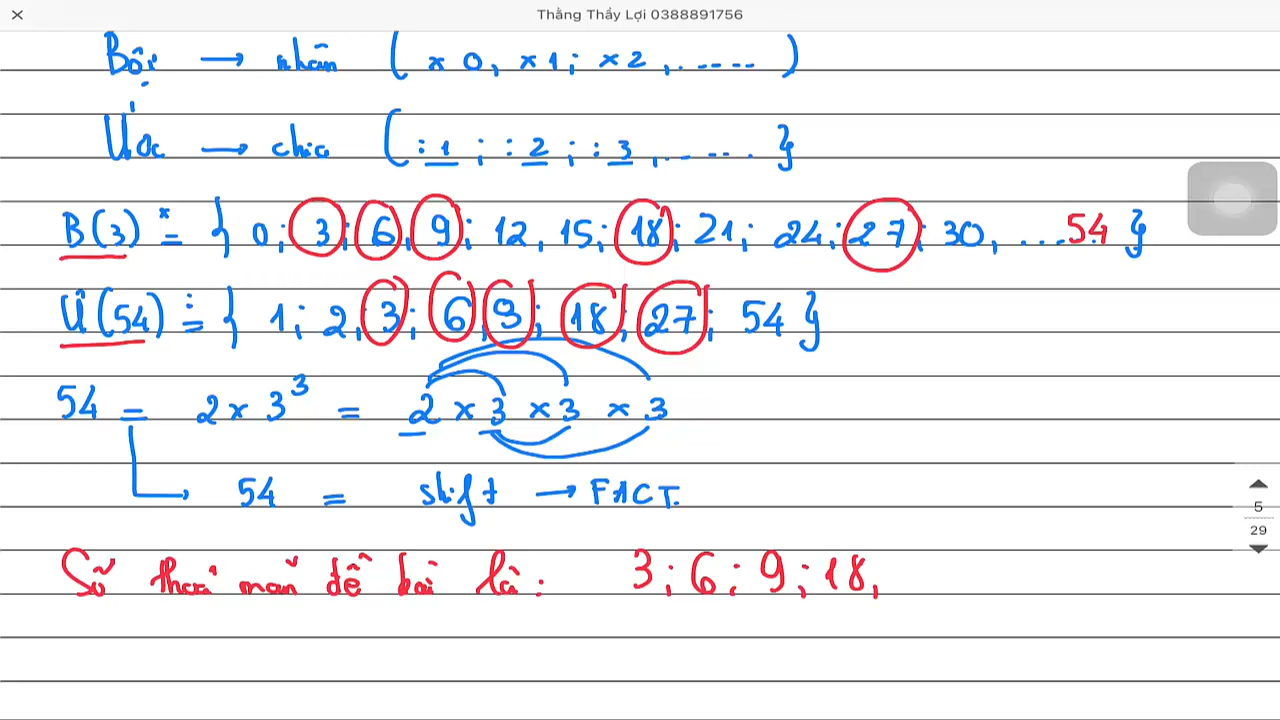 Thắng Thầy Lợi 0388891756
Bội → nhân ( x 0, x 1; x 2, ...... )
Ước → chia ( : 1 ; : 2 ; : 3 , ...... }
B(3) = { 0; 3; 6, 9; 12, 15; 18; 21; 24; 27; 30, ... 54 }
Ư(54) = { 1; 2, 3; 6; 9; 18; 27; 54 }
54 = 2 x 3³ = 2 x 3 x 3 x 3
54 = shift → FACT.
5
29
Số thoả mãn đề bài là: 3; 6; 9; 18,